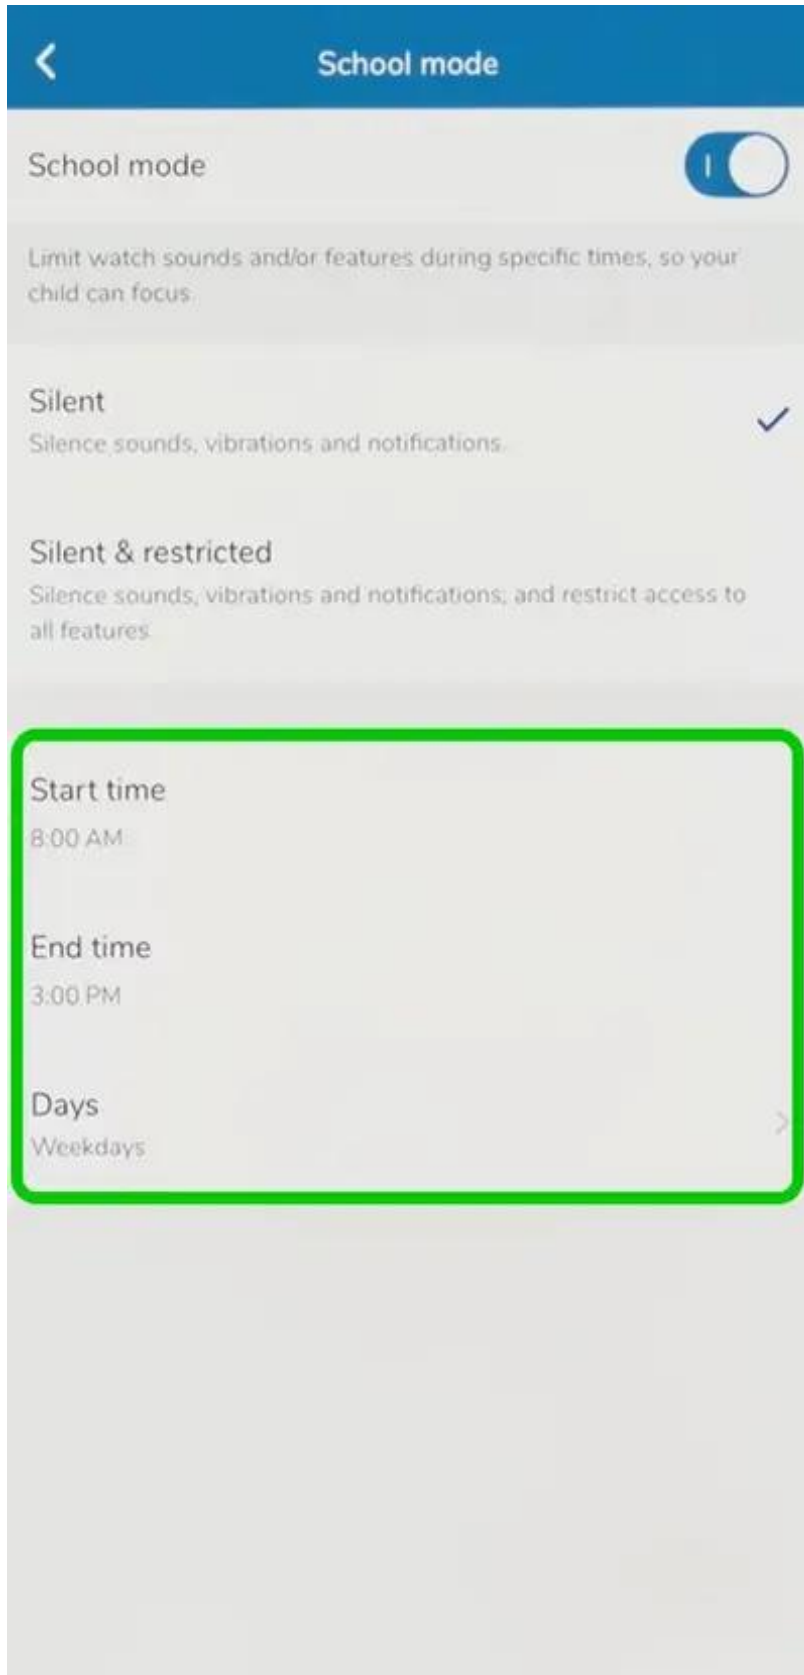 School mode
School mode
Limit watch sounds and/or features during specific times, so your
child can focus.
Silent
Silence sounds, vibrations and notifications.
Silent & restricted
Silence sounds, vibrations and notifications; and restrict access to
all features
Start time
8:00 AM
End time
3:00 PM
Days
Weekdays